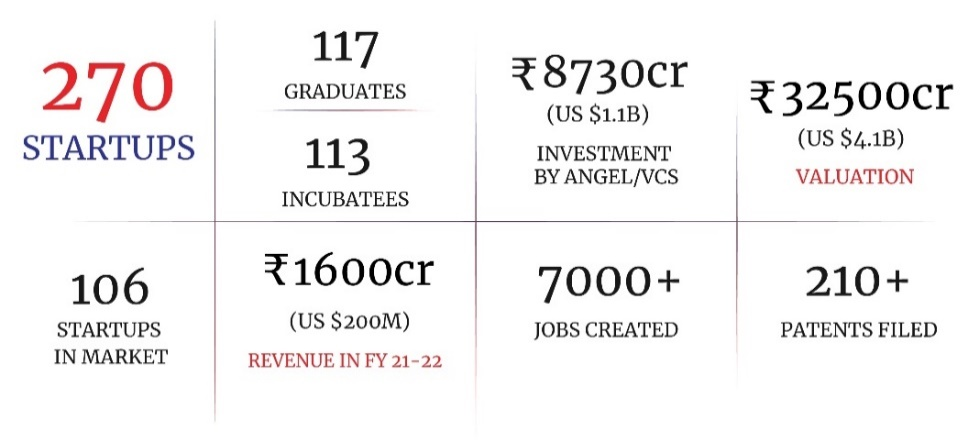 270
STARTUPS
117
GRADUATES
113
INCUBATEES
₹8730cr
(US $1.1B)
INVESTMENT
BY ANGEL/VCS
₹32500cr
(US $4.1B)
VALUATION
106
STARTUPS
IN MARKET
₹1600cr
(US $200M)
REVENUE IN FY 21-22
7000+
JOBS CREATED
210+
PATENTS FILED